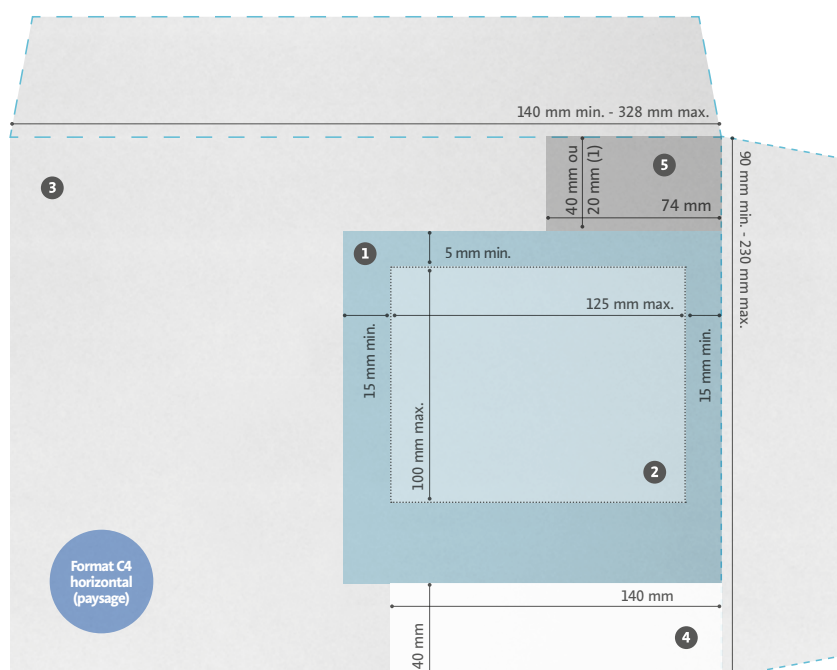 140 mm min. - 328 mm max.
3
40 mm ou
20 mm (1)
5
74 mm
90 mm min. - 230 mm max.
1
5 mm min.
125 mm max.
15 mm min.
15 mm min.
100 mm max.
2
Format C4
horizontal
(paysage)
140 mm
40 mm
4